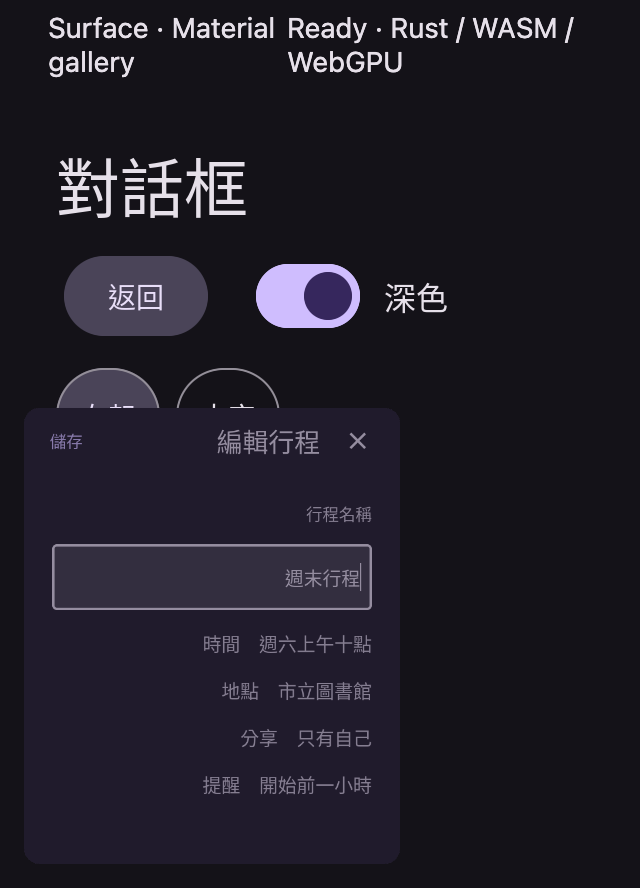 Surface · Material gallery
Ready · Rust / WASM / WebGPU
對話框
返回
深色
儲存
編輯行程
行程名稱
週末行程
時間 週六上午十點
地點 市立圖書館
分享 只有自己
提醒 開始前一小時